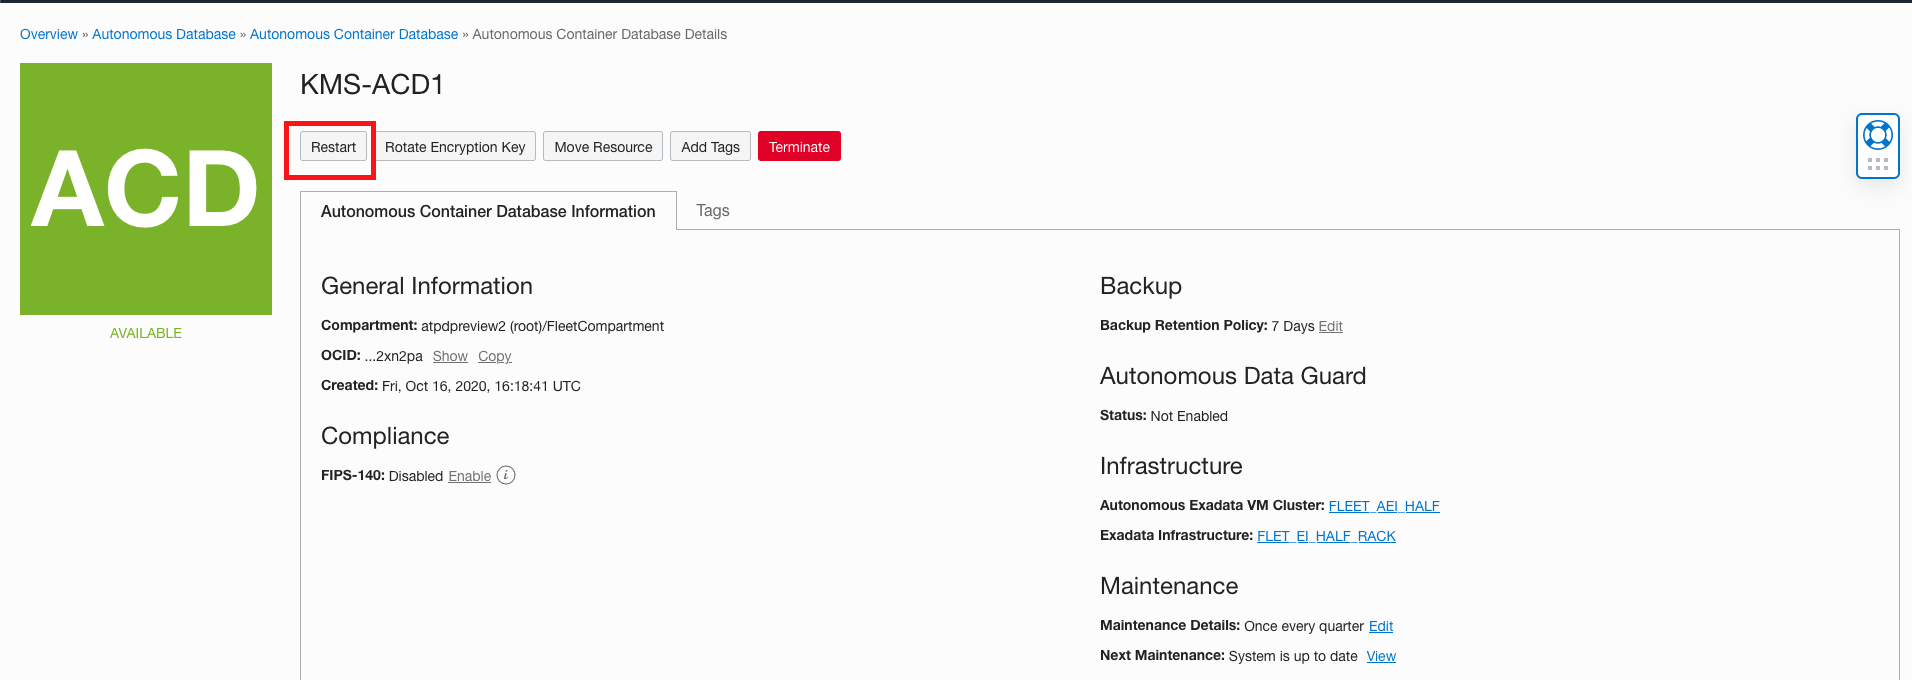 Overview » Autonomous Database » Autonomous Container Database » Autonomous Container Database Details
ACD
AVAILABLE
KMS-ACD1
Restart Rotate Encryption Key Move Resource Add Tags Terminate
Autonomous Container Database Information Tags
General Information
Compartment: atpdpreview2 (root)/FleetCompartment
OCID: ...2xn2pa Show Copy
Created: Fri, Oct 16, 2020, 16:18:41 UTC
Compliance
FIPS-140: Disabled Enable i
Backup
Backup Retention Policy: 7 Days Edit
Autonomous Data Guard
Status: Not Enabled
Infrastructure
Autonomous Exadata VM Cluster: FLEET_AEI_HALF
Exadata Infrastructure: FLET_EI_HALF_RACK
Maintenance
Maintenance Details: Once every quarter Edit
Next Maintenance: System is up to date View